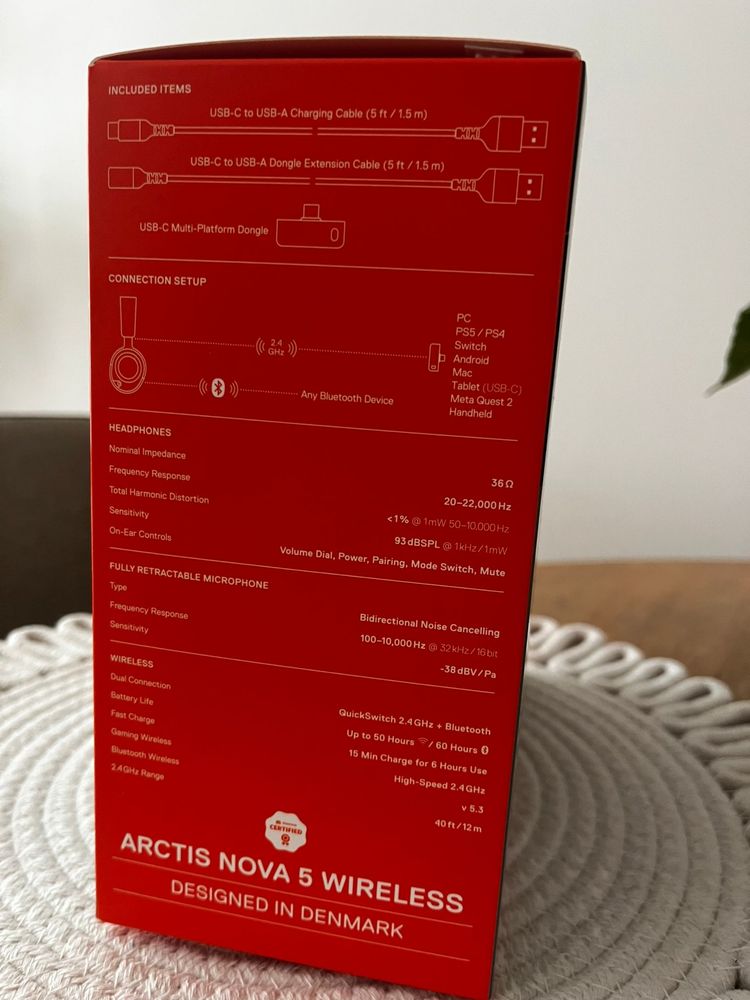 INCLUDED ITEMS
USB-C to USB-A Charging Cable (5 ft / 1.5 m)
USB-C to USB-A Dongle Extension Cable (5 ft / 1.5 m)
USB-C Multi-Platform Dongle
CONNECTION SETUP
2.4 GHz
PC
PS5 / PS4
Switch
Android
Mac
Tablet (USB-C)
Meta Quest 2
Handheld
Any Bluetooth Device
HEADPHONES
Nominal Impedance 36 Ω
Frequency Response 20–22,000 Hz
Total Harmonic Distortion <1% @ 1mW 50–10,000 Hz
Sensitivity 93 dBSPL @ 1 kHz / 1mW
On-Ear Controls Volume Dial, Power, Pairing, Mode Switch, Mute
FULLY RETRACTABLE MICROPHONE
Type Bidirectional Noise Cancelling
Frequency Response 100–10,000 Hz @ 32 kHz / 16 bit
Sensitivity -38 dBV / Pa
WIRELESS
Dual Connection QuickSwitch 2.4 GHz + Bluetooth
Battery Life Up to 50 Hours / 60 Hours
Fast Charge 15 Min Charge for 6 Hours Use
Gaming Wireless High-Speed 2.4 GHz
Bluetooth Wireless v 5.3
2.4 GHz Range 40 ft / 12 m
CERTIFIED
ARCTIS NOVA 5 WIRELESS
DESIGNED IN DENMARK